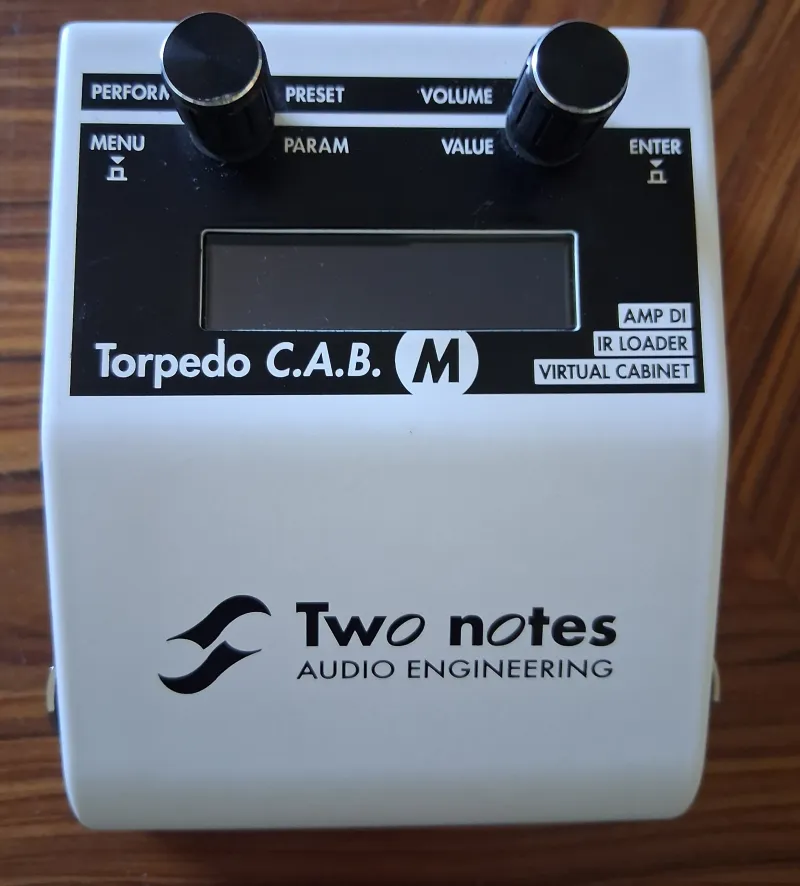 PERFORM PRESET VOLUME
MENU PARAM VALUE ENTER
AMP DI
IR LOADER
VIRTUAL CABINET
Torpedo C.A.B. M
Two notes
AUDIO ENGINEERING